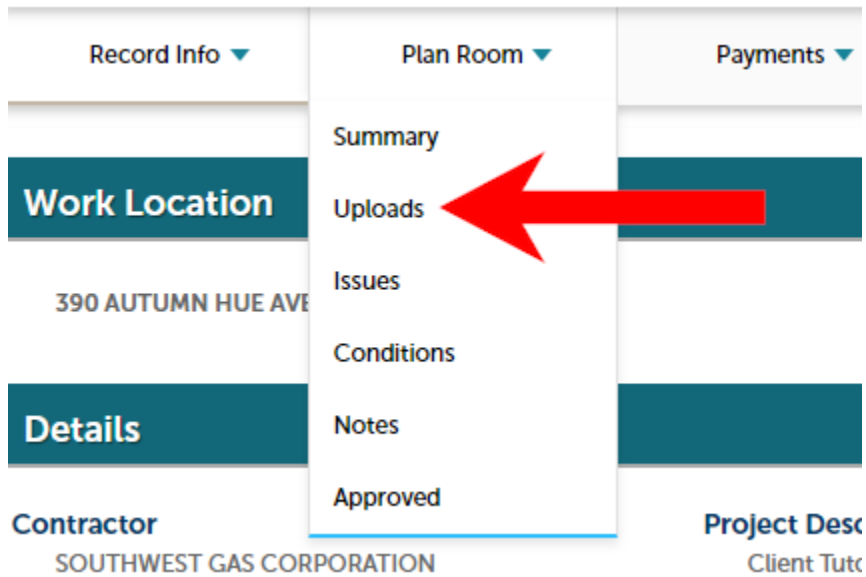 Record Info
Plan Room
Payments
Summary
Work Location
Uploads
Issues
390 AUTUMN HUE AVE
Conditions
Details
Notes
Approved
Contractor
Project Desc
SOUTHWEST GAS CORPORATION
Client Tuto